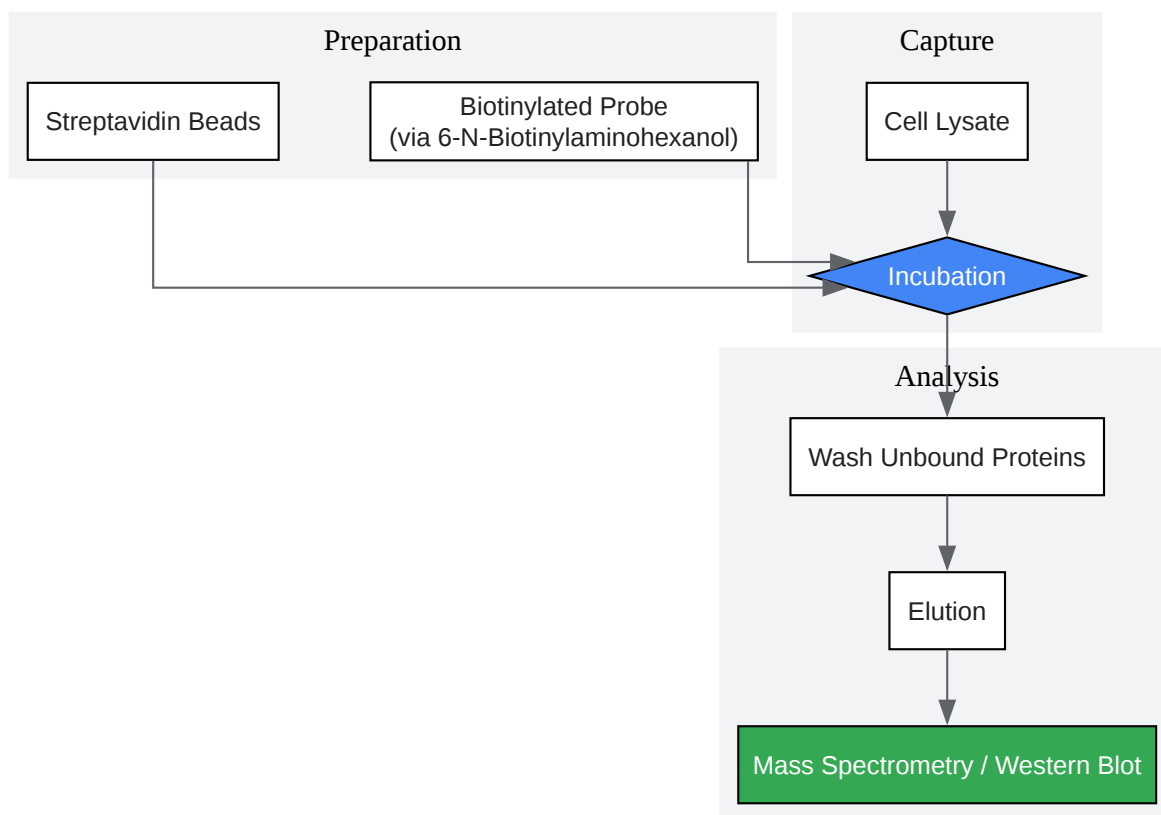 Preparation
Streptavidin Beads
Biotinylated Probe
(via 6-N-Biotinylaminohexanol)
Capture
Cell Lysate
Incubation
Analysis
Wash Unbound Proteins
Elution
Mass Spectrometry / Western Blot